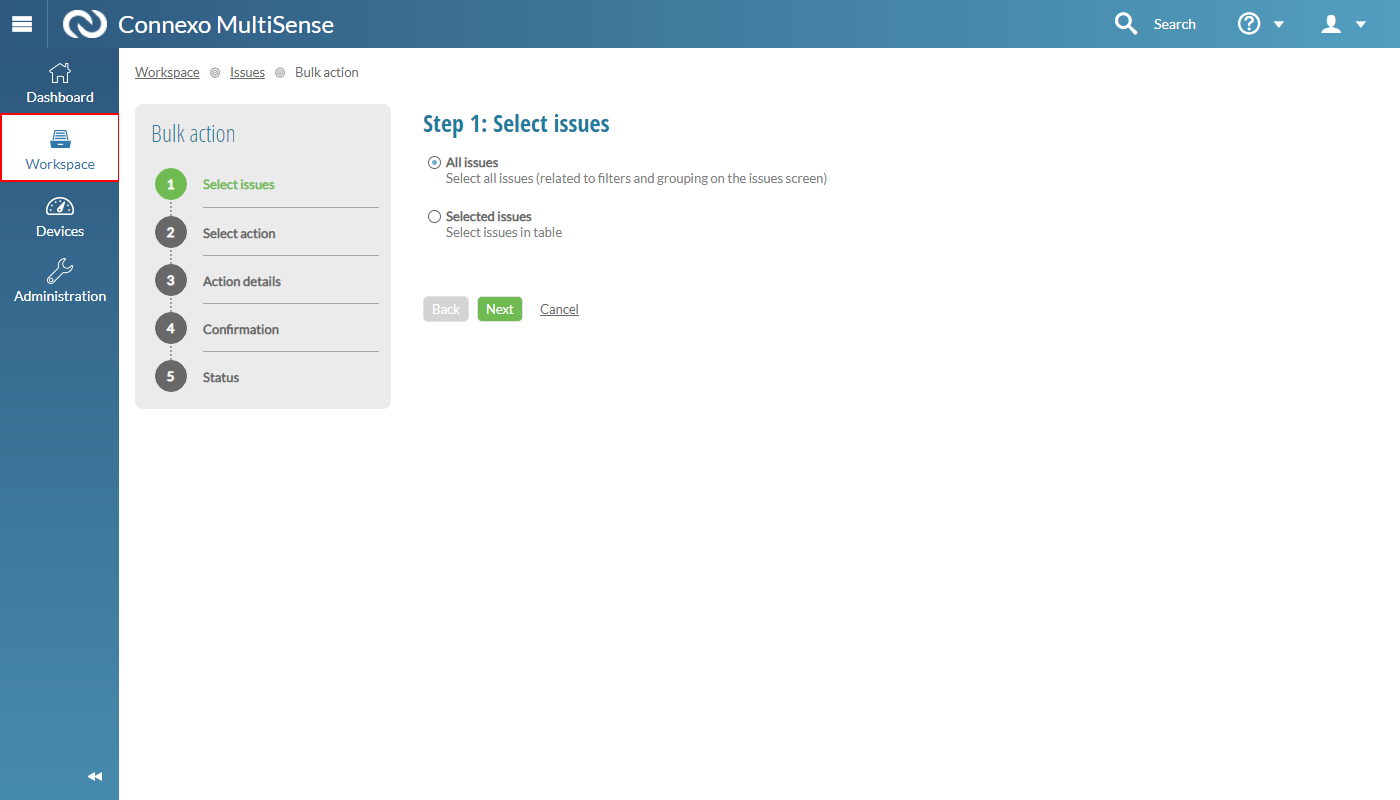 Connexo MultiSense
Search
Dashboard
Workspace
Devices
Administration
Workspace Issues Bulk action
Bulk action
1 Select issues
2 Select action
3 Action details
4 Confirmation
5 Status
Step 1: Select issues
All issues
Select all issues (related to filters and grouping on the issues screen)
Selected issues
Select issues in table
Back Next Cancel